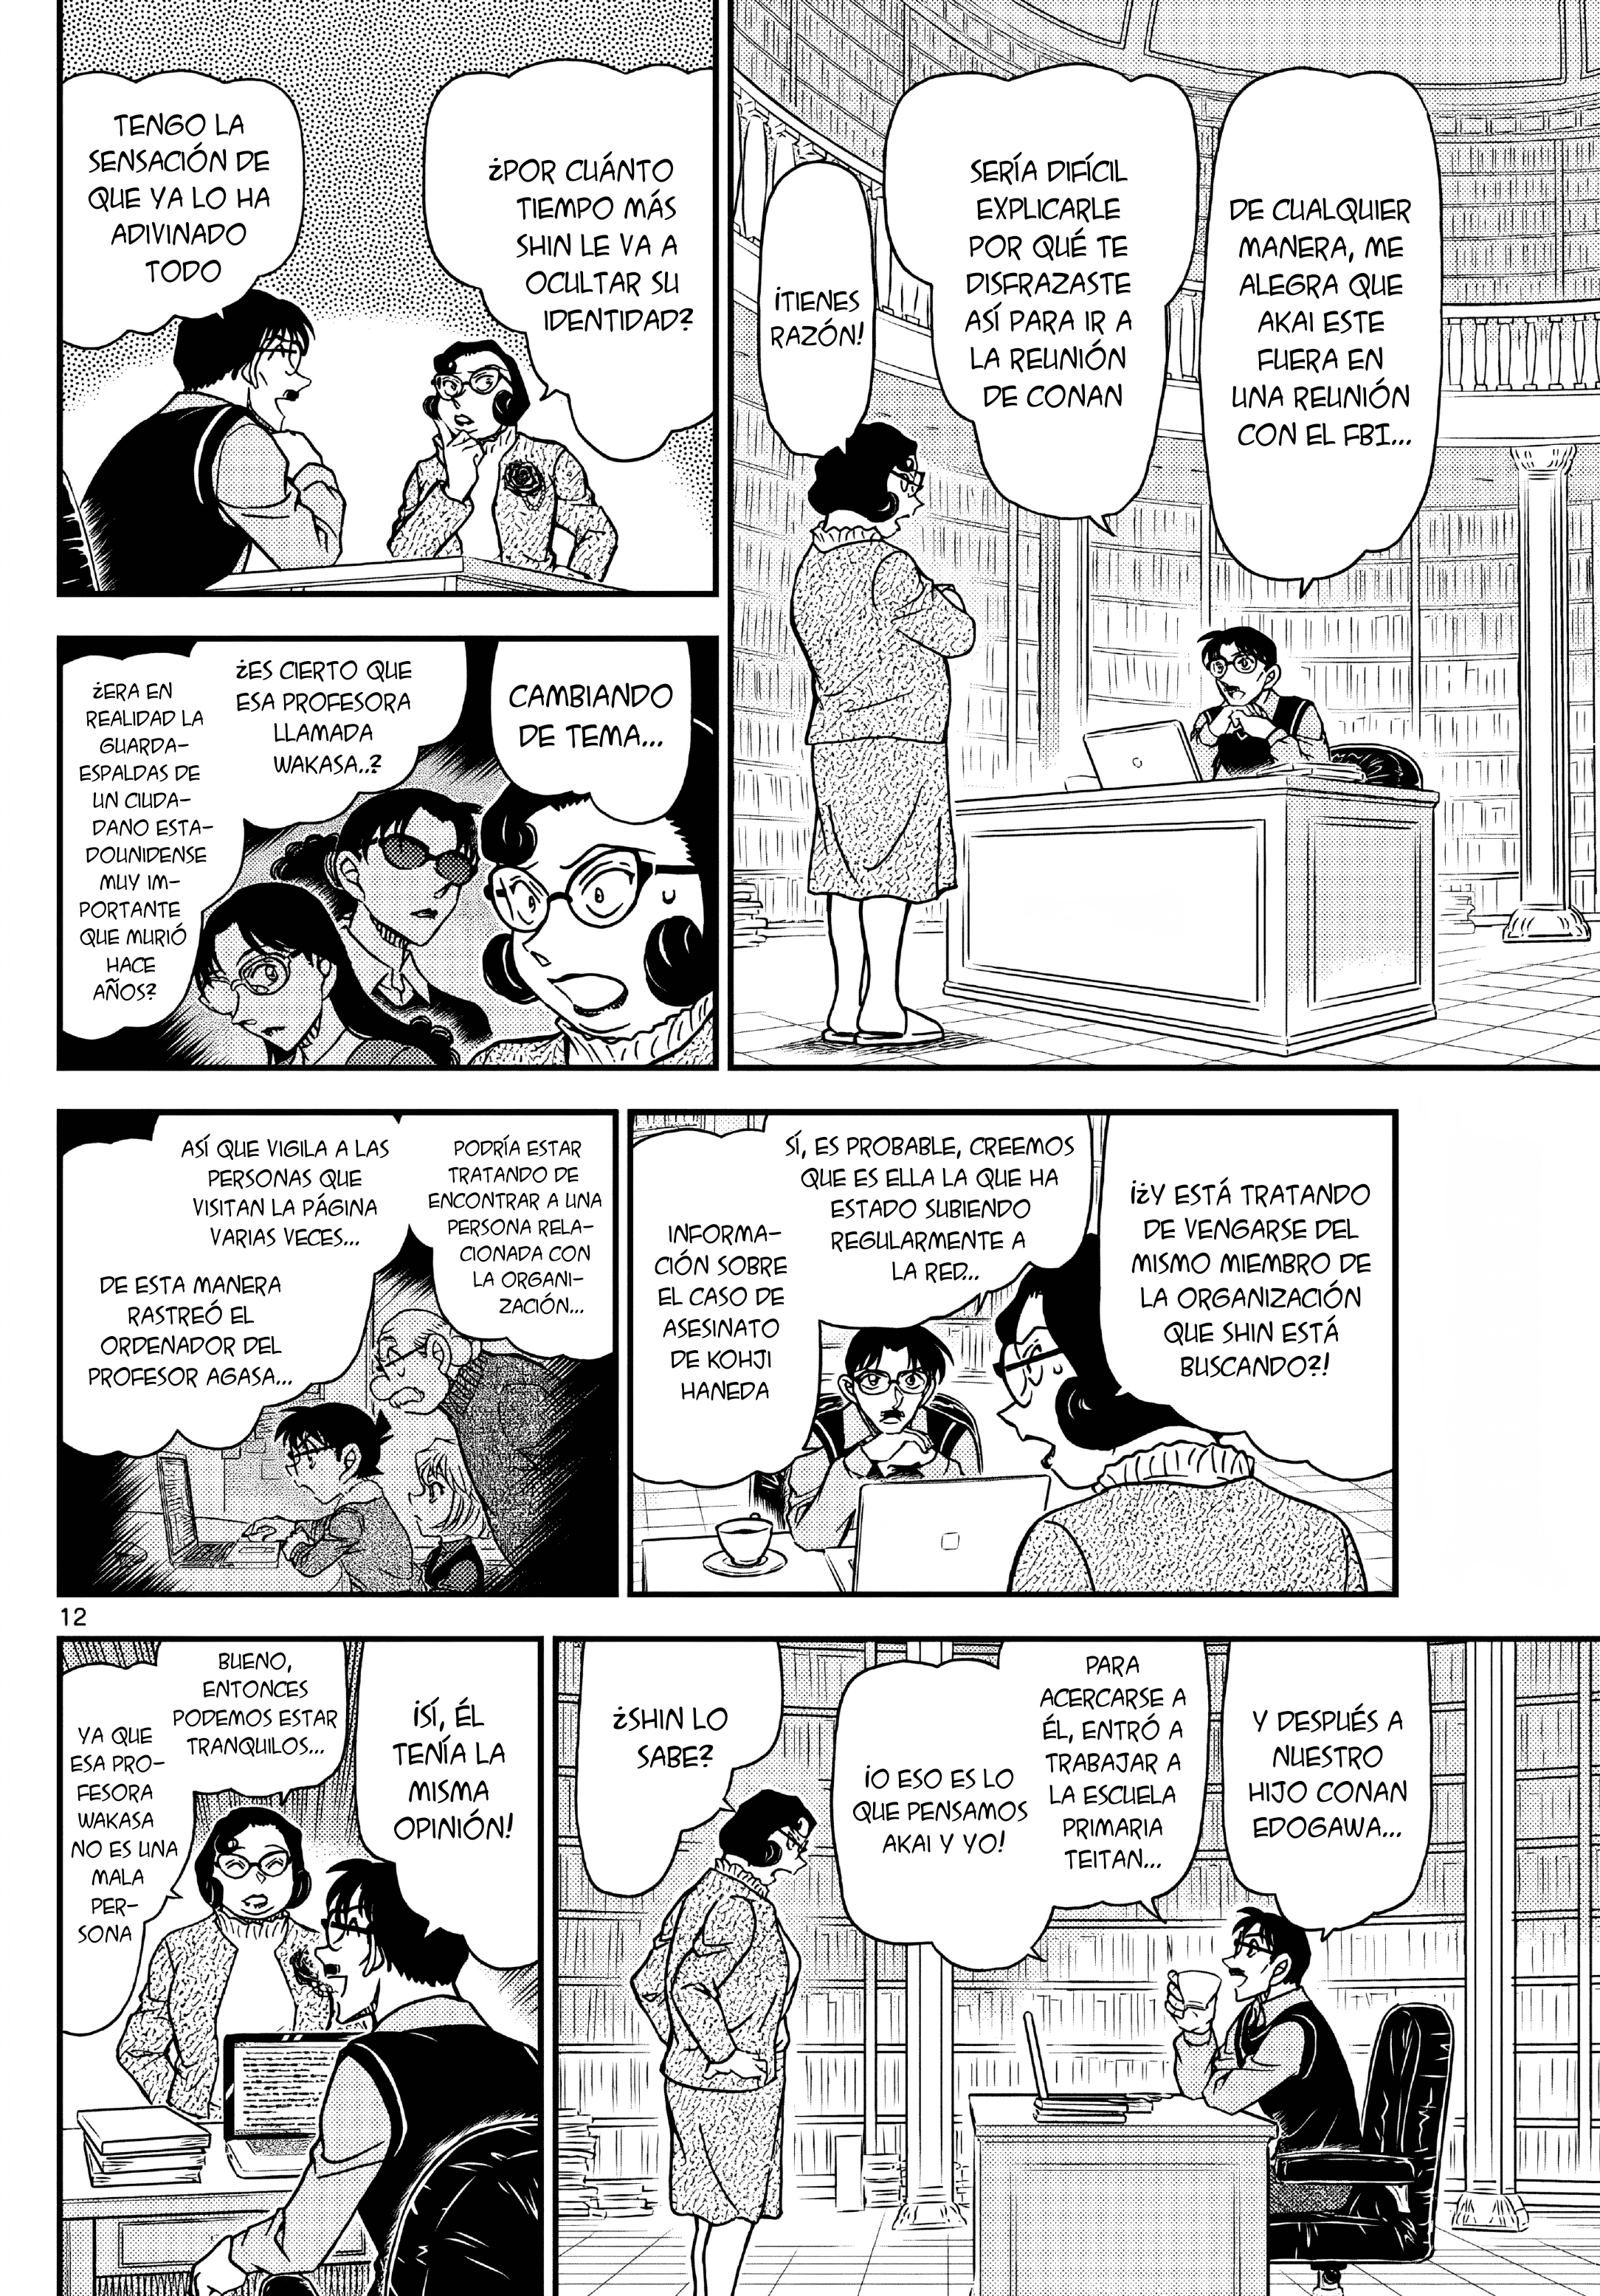 DE CUALQUIER
MANERA, ME
ALEGRA QUE
AKAI ESTE
FUERA EN
UNA REUNIÓN
CON EL FBI...
SERÍA DIFÍCIL
EXPLICARLE
POR QUÉ TE
DISFRAZASTE
ASÍ PARA IR A
LA REUNIÓN
DE CONAN
¡TIENES
RAZÓN!
¿POR CUÁNTO
TIEMPO MÁS
SHIN LE VA A
OCULTAR SU
IDENTIDAD?
TENGO LA
SENSACIÓN DE
QUE YA LO HA
ADIVINADO
TODO
CAMBIANDO
DE TEMA...
¿ES CIERTO QUE
ESA PROFESORA
LLAMADA
WAKASA..?
¿ERA EN
REALIDAD LA
GUARDA-
ESPALDAS DE
UN CIUDA-
DANO ESTA-
DOUNIDENSE
MUY IM-
PORTANTE
QUE MURIÓ
HACE
AÑOS?
¡¿Y ESTÁ TRATANDO
DE VENGARSE DEL
MISMO MIEMBRO DE
LA ORGANIZACIÓN
QUE SHIN ESTÁ
BUSCANDO?!
SÍ, ES PROBABLE, CREEMOS
QUE ES ELLA LA QUE HA
ESTADO SUBIENDO
REGULARMENTE A
LA RED...
INFORMA-
CIÓN SOBRE
EL CASO DE
ASESINATO
DE KOHJI
HANEDA
PODRÍA ESTAR
TRATANDO DE
ENCONTRAR A UNA
PERSONA RELA-
CIONADA CON
LA ORGANI-
ZACIÓN...
ASÍ QUE VIGILA A LAS
PERSONAS QUE
VISITAN LA PÁGINA
VARIAS VECES...
DE ESTA MANERA
RASTREÓ EL
ORDENADOR DEL
PROFESOR AGASA...
12
Y DESPUÉS A
NUESTRO
HIJO CONAN
EDOGAWA...
PARA
ACERCARSE A
ÉL, ENTRÓ A
TRABAJAR A
LA ESCUELA
PRIMARIA
TEITAN...
¡O ESO ES LO
QUE PENSAMOS
AKAI Y YO!
¿SHIN LO
SABE?
¡SÍ, ÉL
TENÍA LA
MISMA
OPINIÓN!
BUENO,
ENTONCES
PODEMOS ESTAR
TRANQUILOS...
YA QUE
ESA PRO-
FESORA
WAKASA
NO ES UNA
MALA
PER-
SONA